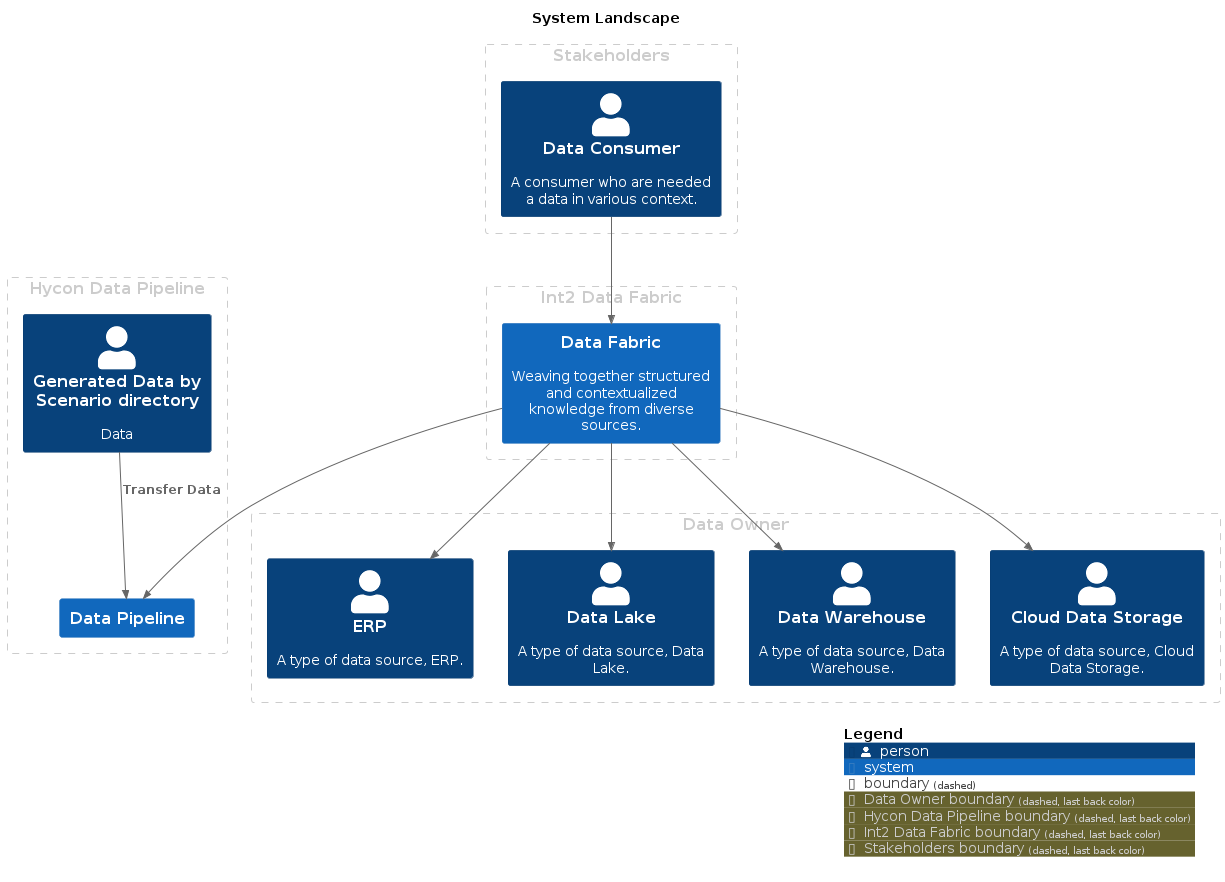 System Landscape
Stakeholders
Data Consumer
A consumer who are needed
a data in various context.
Hycon Data Pipeline
Generated Data by
Scenario directory
Data
Transfer Data
Data Pipeline
Int2 Data Fabric
Data Fabric
Weaving together structured
and contextualized
knowledge from diverse
sources.
Data Owner
ERP
A type of data source, ERP.
Data Lake
A type of data source, Data
Lake.
Data Warehouse
A type of data source, Data
Warehouse.
Cloud Data Storage
A type of data source, Cloud
Data Storage.
Legend
person
system
boundary (dashed)
Data Owner boundary (dashed, last back color)
Hycon Data Pipeline boundary (dashed, last back color)
Int2 Data Fabric boundary (dashed, last back color)
Stakeholders boundary (dashed, last back color)